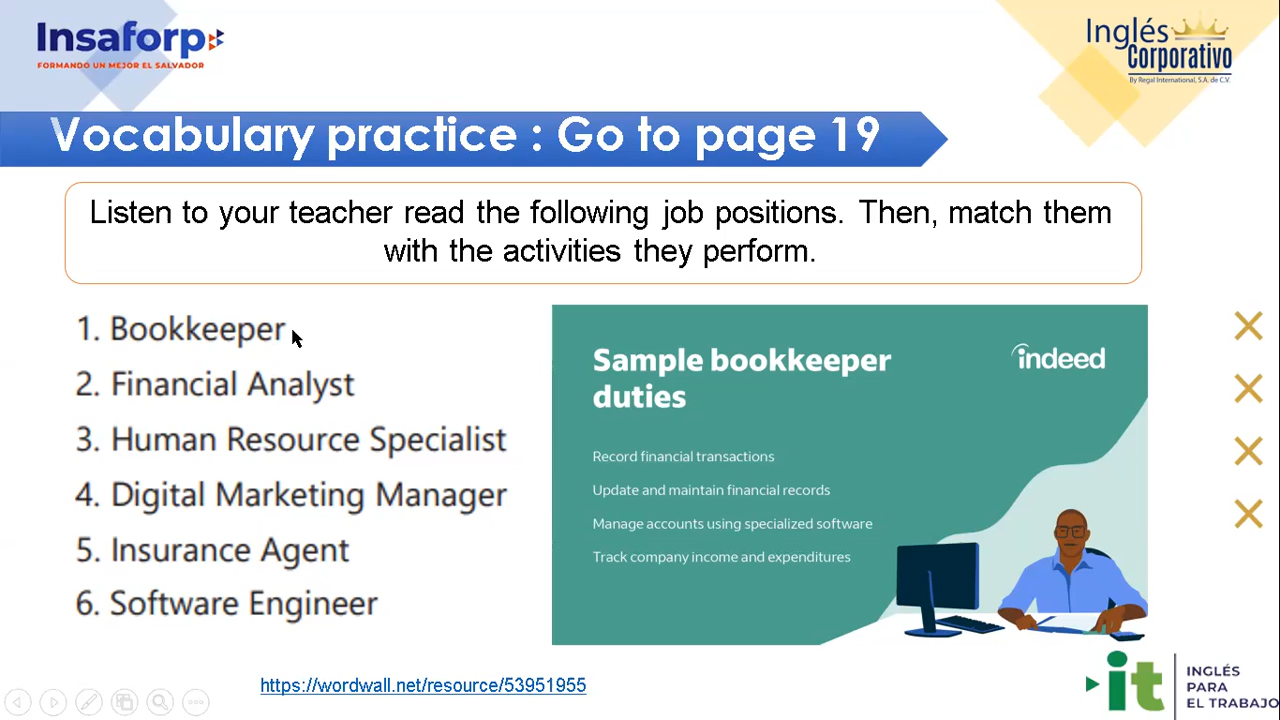 Insaforp
FORMANDO UN MEJOR EL SALVADOR
Inglés
Corporativo
By Regal International, S.A. de C.V.
Vocabulary practice : Go to page 19
Listen to your teacher read the following job positions. Then, match them
with the activities they perform.
1. Bookkeeper
2. Financial Analyst
3. Human Resource Specialist
4. Digital Marketing Manager
5. Insurance Agent
6. Software Engineer
Sample bookkeeper
duties
indeed
Record financial transactions
Update and maintain financial records
Manage accounts using specialized software
Track company income and expenditures
https://wordwall.net/resource/53951955
it
INGLÉS
PARA
EL TRABAJO